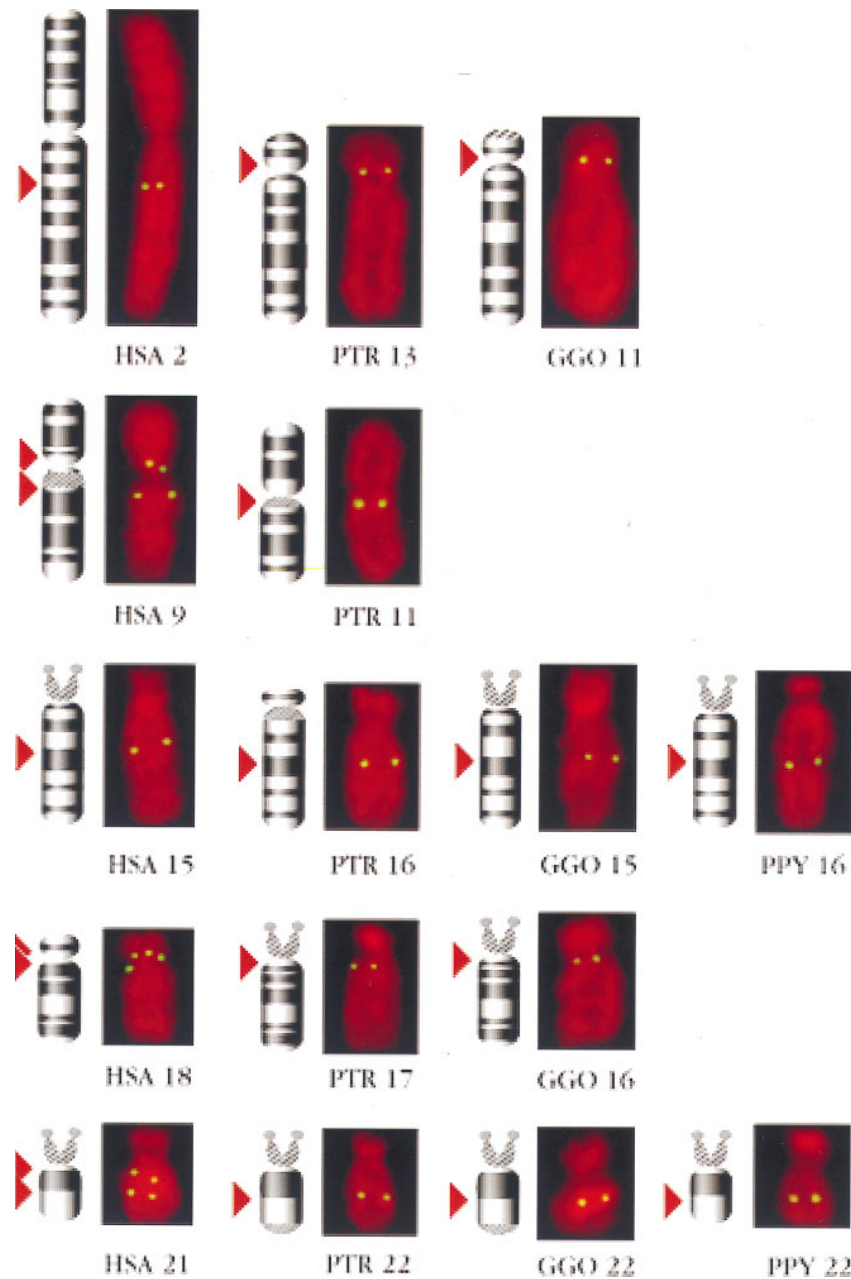 HSA 2 PTR 13 GGO 11
HSA 9 PTR 11
HSA 15 PTR 16 GGO 15 PPY 16
HSA 18 PTR 17 GGO 16
HSA 21 PTR 22 GGO 22 PPY 22